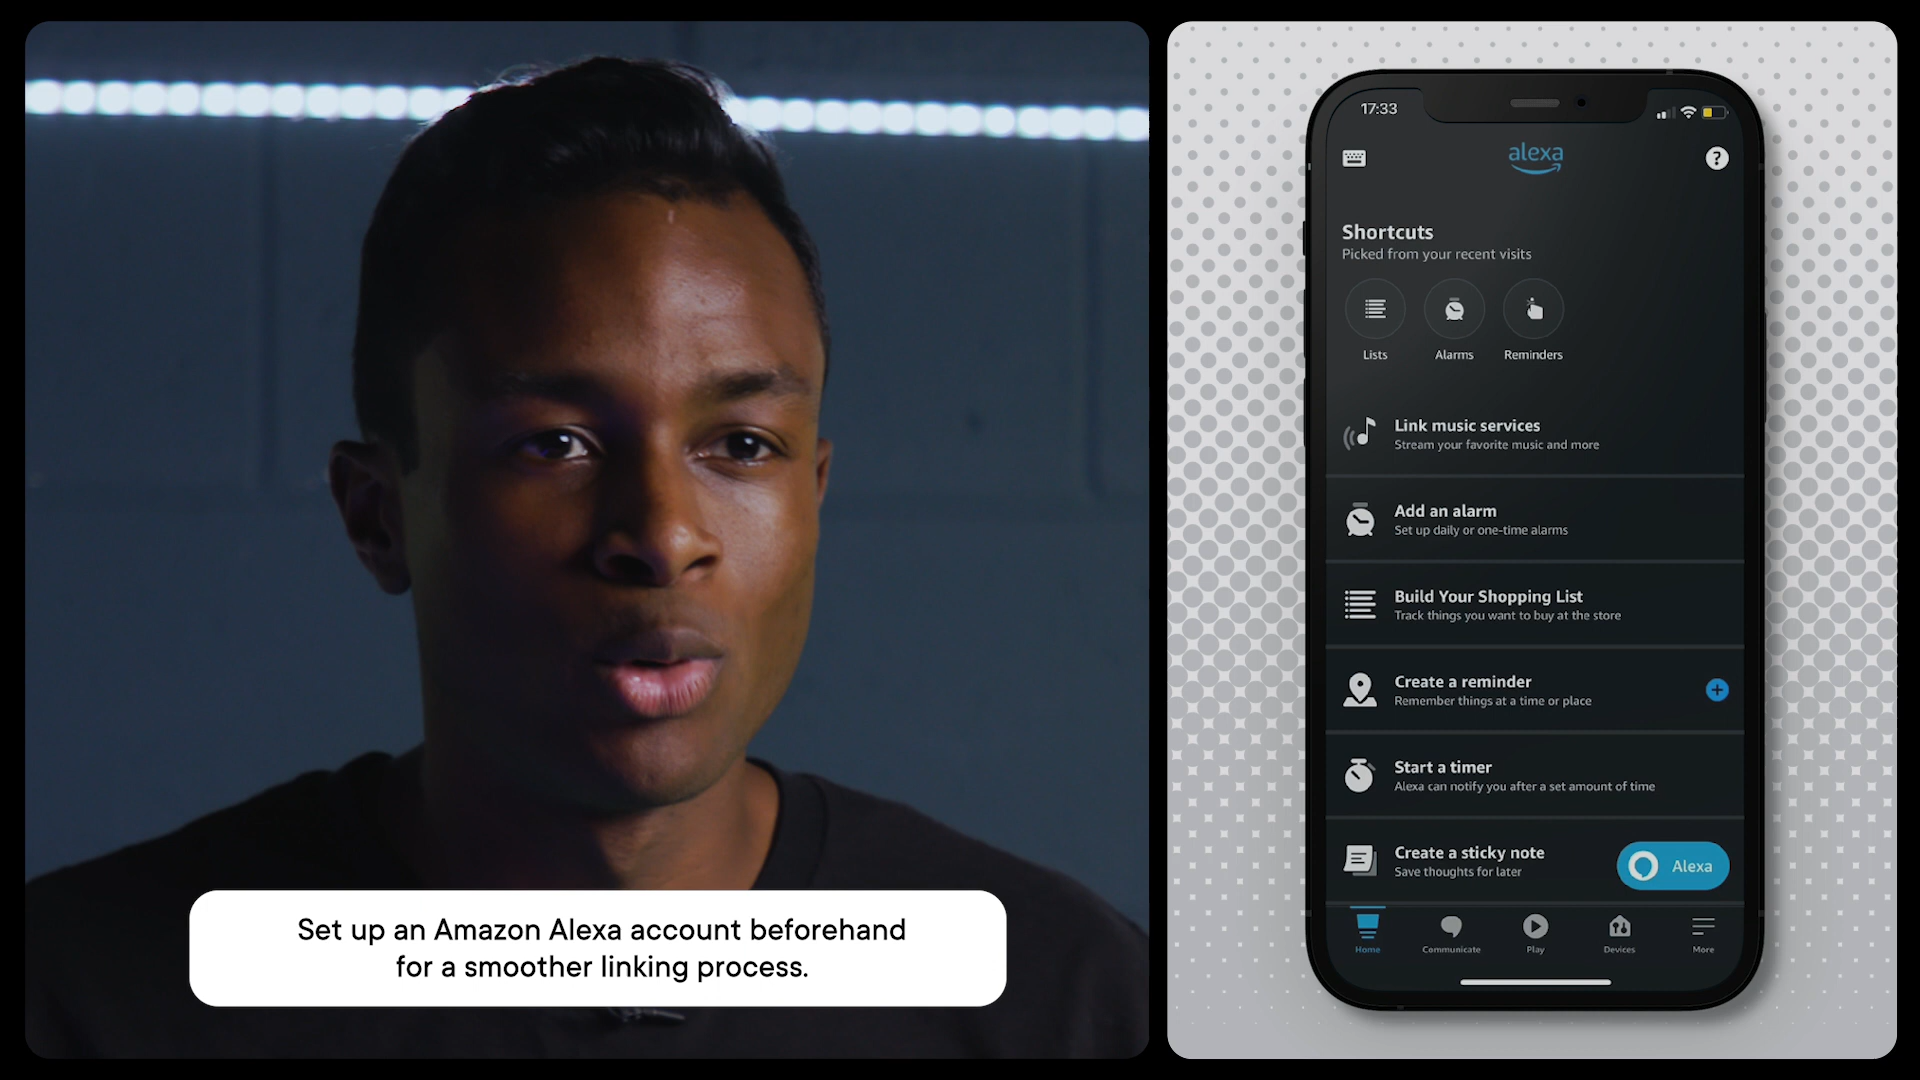 Set up an Amazon Alexa account beforehand
for a smoother linking process.
17:33
alexa
?
Shortcuts
Picked from your recent visits
Lists
Alarms
Reminders
Link music services
Stream your favorite music and more
Add an alarm
Set up daily or one-time alarms
Build Your Shopping List
Track things you want to buy at the store
Create a reminder
Remember things at a time or place
Start a timer
Alexa can notify you after a set amount of time
Create a sticky note
Save thoughts for later
Alexa
Home
Communicate
Play
Devices
More